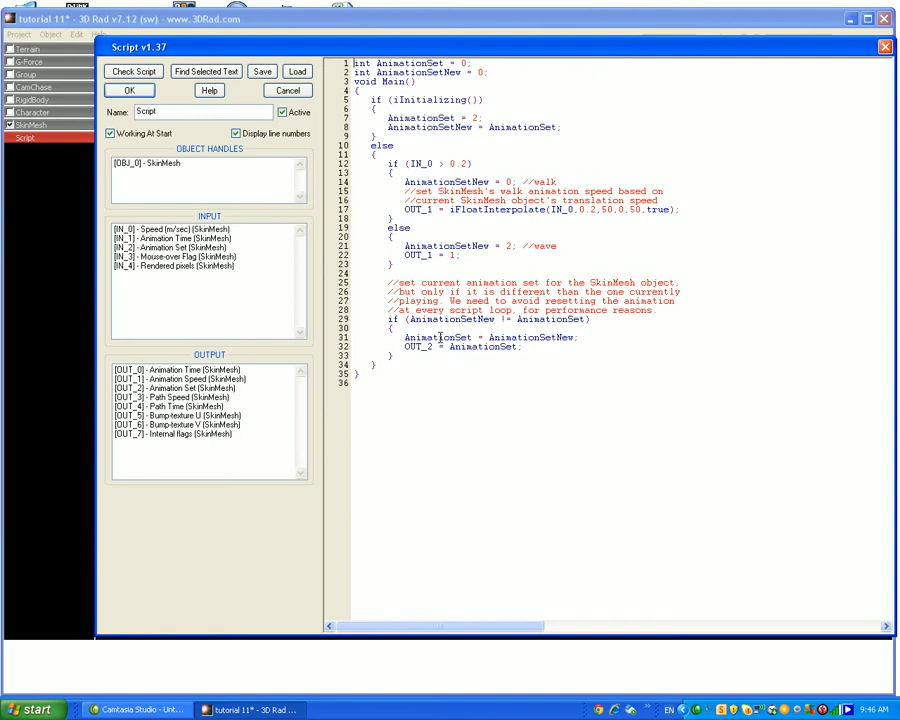 tutorial 11* - 3D Rad v7.12 (sw) - www.3DRad.com
Project Object Edit
Terrain
G-Force
Group
CamChase
RigidBody
Character
SkinMesh
Script
Script v1.37
Check Script Find Selected Text Save Load
OK Help Cancel
Name: Script Active
Working At Start Display line numbers
OBJECT HANDLES
[OBJ_0] - SkinMesh
INPUT
[IN_0] - Speed (m/sec) (SkinMesh)
[IN_1] - Animation Time (SkinMesh)
[IN_2] - Animation Set (SkinMesh)
[IN_3] - Mouse-over Flag (SkinMesh)
[IN_4] - Rendered pixels (SkinMesh)
OUTPUT
[OUT_0] - Animation Time (SkinMesh)
[OUT_1] - Animation Speed (SkinMesh)
[OUT_2] - Animation Set (SkinMesh)
[OUT_3] - Path Speed (SkinMesh)
[OUT_4] - Path Time (SkinMesh)
[OUT_5] - Bump-texture U (SkinMesh)
[OUT_6] - Bump-texture V (SkinMesh)
[OUT_7] - Internal flags (SkinMesh)
1 int AnimationSet = 0;
2 int AnimationSetNew = 0;
3 void Main()
4 {
5 if (iInitializing())
6 {
7 AnimationSet = 2;
8 AnimationSetNew = AnimationSet;
9 }
10 else
11 {
12 if (IN_0 > 0.2)
13 {
14 AnimationSetNew = 0; //walk
15 //set SkinMesh's walk animation speed based on
16 //current SkinMesh object's translation speed
17 OUT_1 = iFloatInterpolate(IN_0,0.2,50,0,50,true);
18 }
19 else
20 {
21 AnimationSetNew = 2; //wave
22 OUT_1 = 1;
23 }
24
25 //set current animation set for the SkinMesh object,
26 //but only if it is different than the one currently
27 //playing. We need to avoid resetting the animation
28 //at every script loop, for performance reasons.
29 if (AnimationSetNew != AnimationSet)
30 {
31 AnimationSet = AnimationSetNew;
32 OUT_2 = AnimationSet;
33 }
34 }
35 }
36
start Camtasia Studio - Unt... tutorial 11* - 3D Rad ... EN 9:46 AM